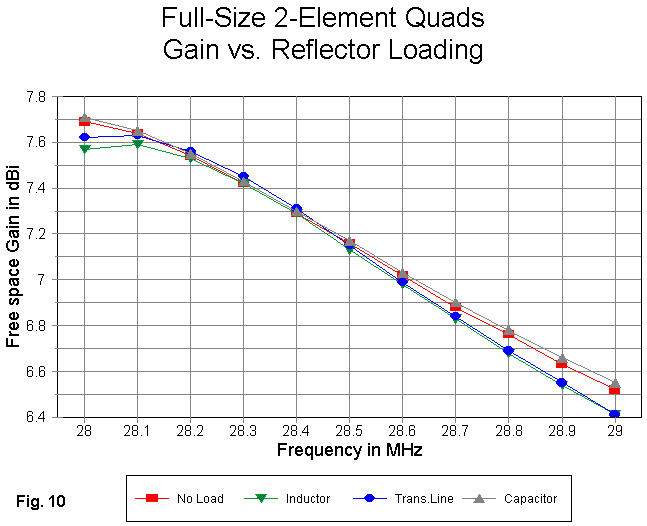 Full-Size 2-Element Quads
Gain vs. Reflector Loading
7.8
7.6
7.4
7.2
7
6.8
6.6
6.4
Free space Gain in dBi
28 28.1 28.2 28.3 28.4 28.5 28.6 28.7 28.8 28.9 29
Frequency in MHz
Fig. 10
No Load Inductor Trans.Line Capacitor